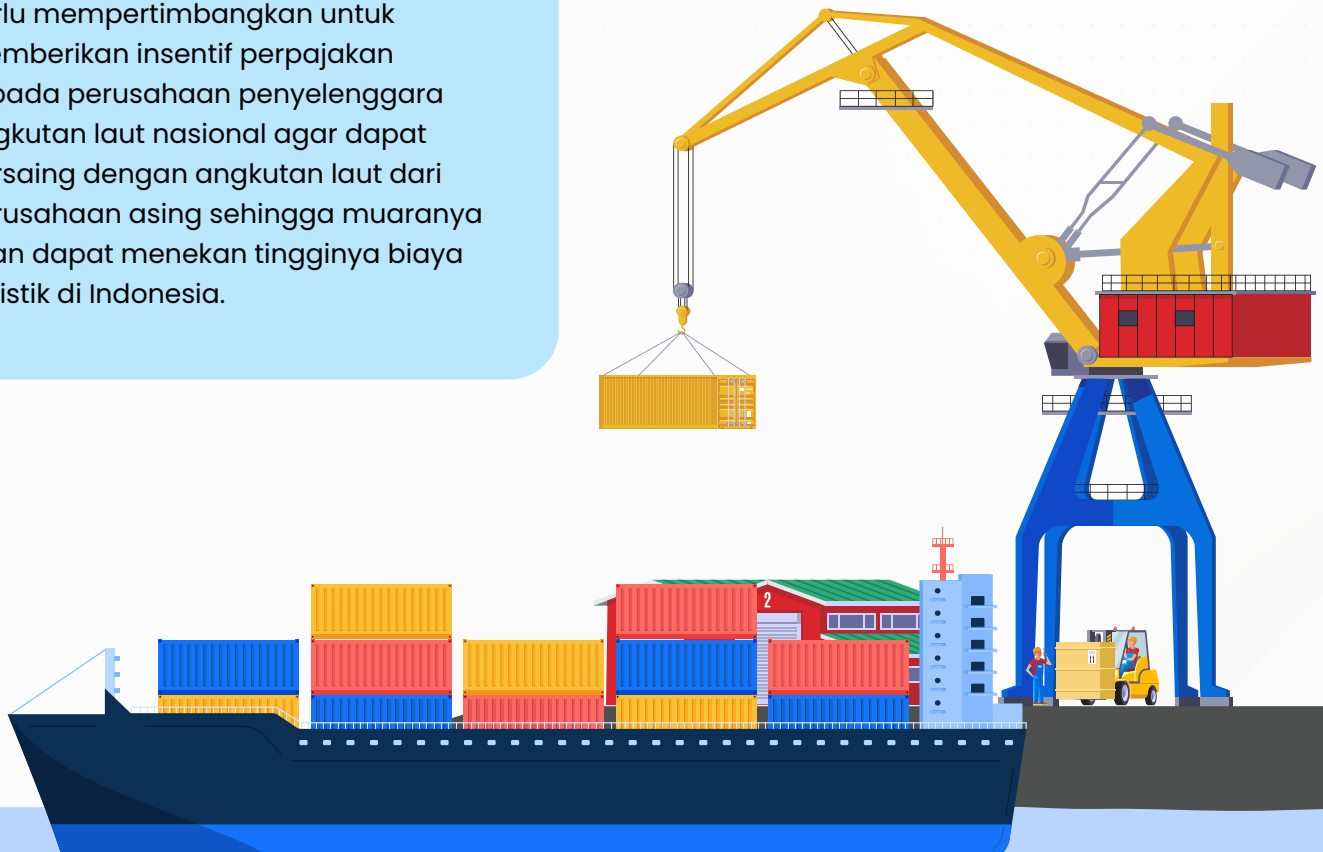 rlu mempertimbangkan untuk
emberikan insentif perpajakan
pada perusahaan penyelenggara
gkutan laut nasional agar dapat
rsaing dengan angkutan laut dari
rusahaan asing sehingga muaranya
an dapat menekan tingginya biaya
istik di Indonesia.
2